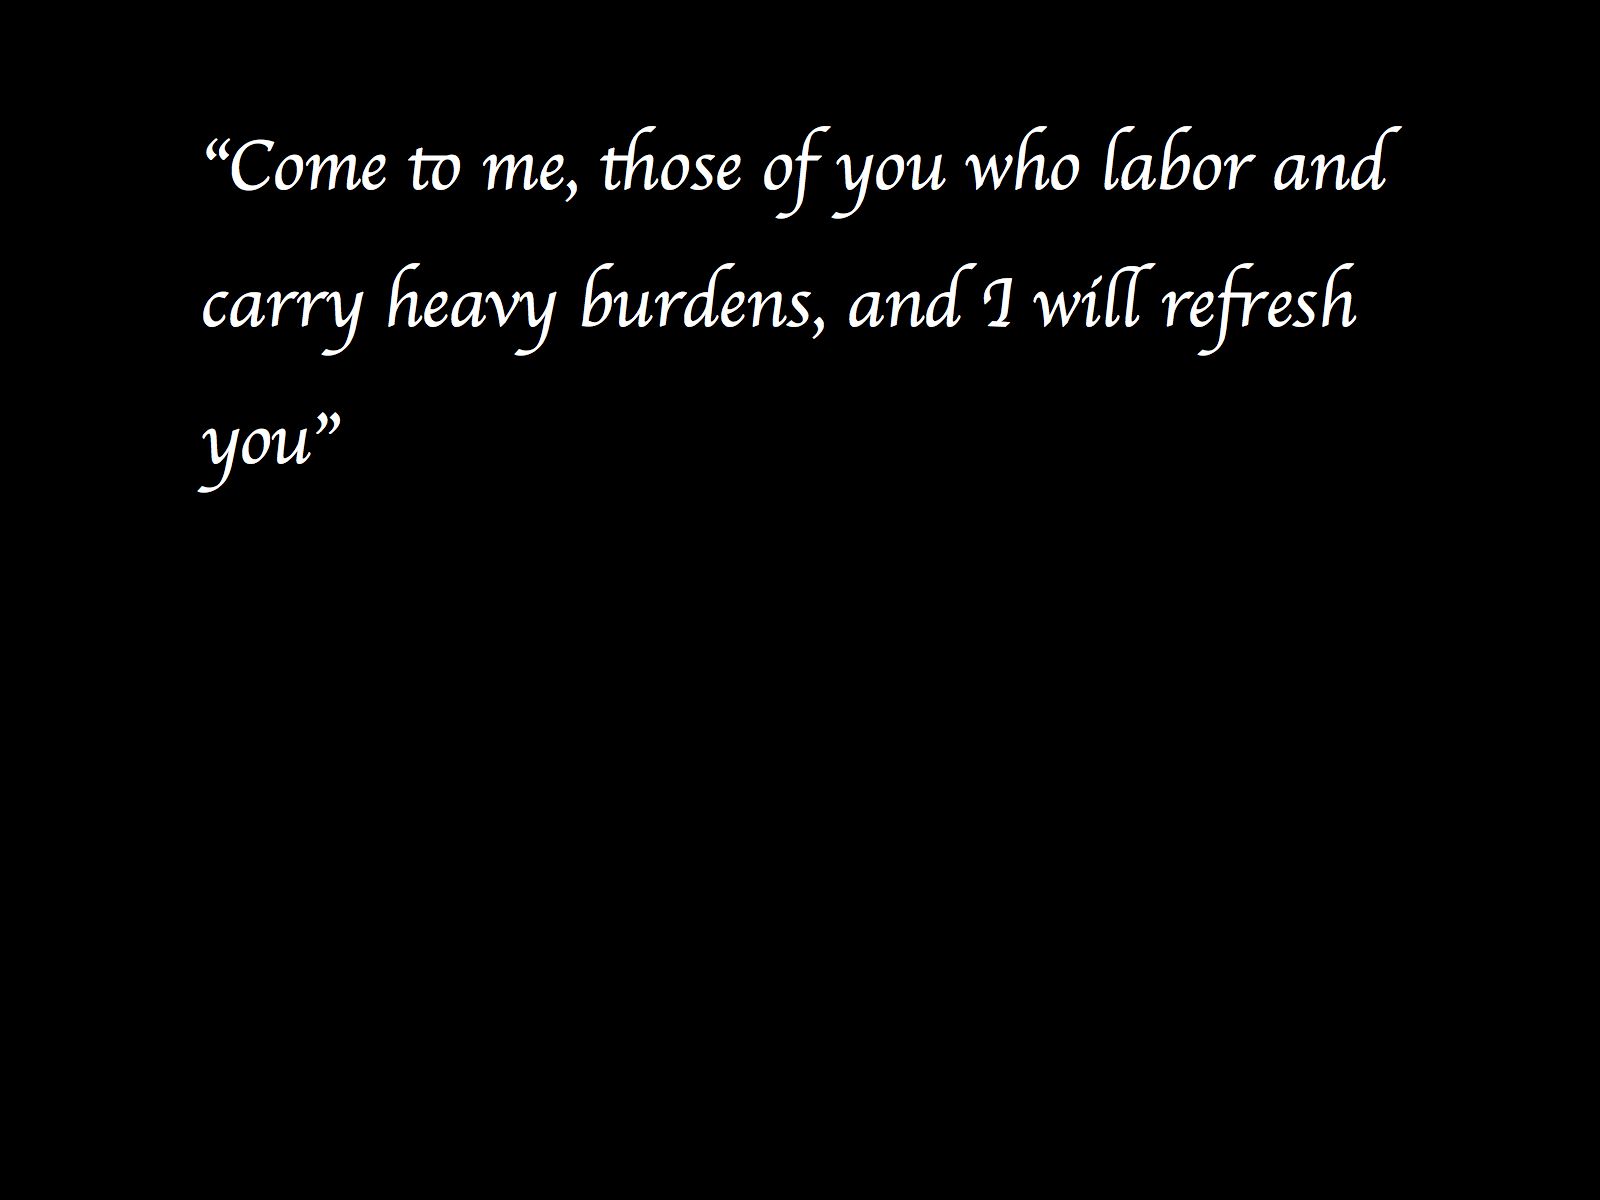 “Come to me, those of you who labor and
carry heavy burdens, and I will refresh
you”